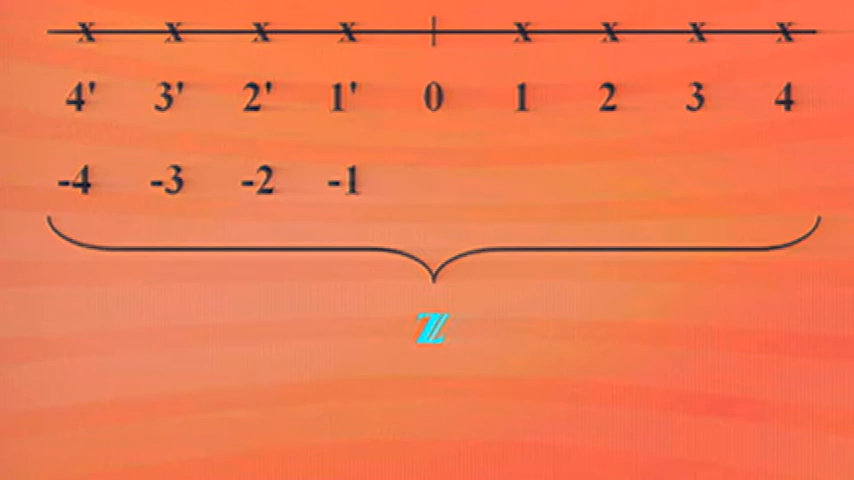 x x x x x x x x
4' 3' 2' 1' 0 1 2 3 4
-4 -3 -2 -1
ℤ